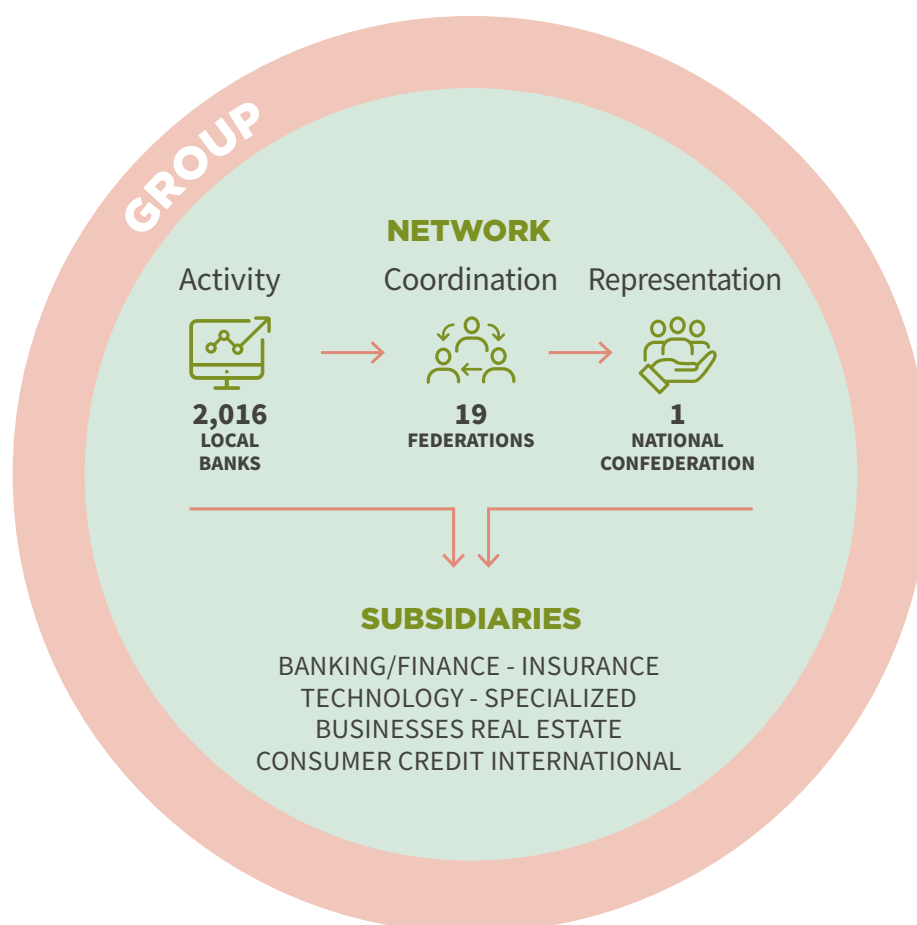 GROUP
NETWORK
Activity
Coordination
Representation
2,016
LOCAL
BANKS
19
FEDERATIONS
1
NATIONAL
CONFEDERATION
SUBSIDIARIES
BANKING/FINANCE - INSURANCE
TECHNOLOGY - SPECIALIZED
BUSINESSES REAL ESTATE
CONSUMER CREDIT INTERNATIONAL